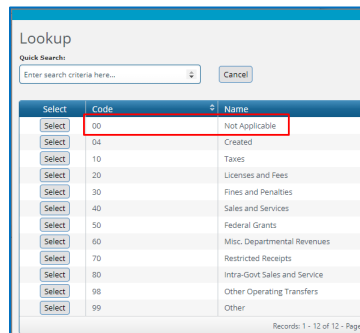 Lookup
Quick Search:
Enter search criteria here... Cancel
Select Code Name
Select 00 Not Applicable
Select 04 Created
Select 10 Taxes
Select 20 Licenses and Fees
Select 30 Fines and Penalties
Select 40 Sales and Services
Select 50 Federal Grants
Select 60 Misc. Departmental Revenues
Select 70 Restricted Receipts
Select 80 Intra-Govt Sales and Service
Select 98 Other Operating Transfers
Select 99 Other
Records: 1 - 12 of 12 - Page